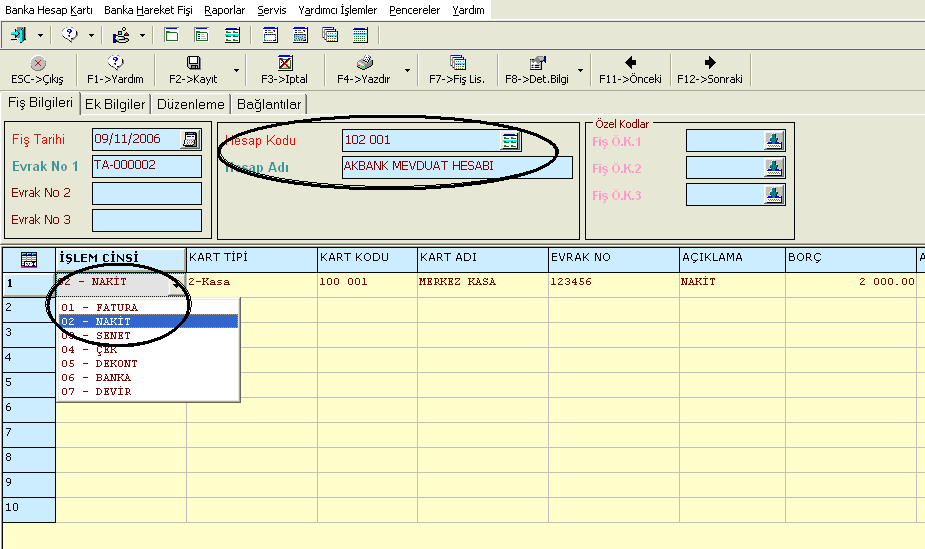 Banka Hesap Kartı Banka Hareket Fişi Raporlar Servis Yardımcı İşlemler Pencereler Yardım
ESC->Çıkış F1->Yardım F2->Kayıt F3->İptal F4->Yazdır F7->Fiş Lis. F8->Det.Bilgi F11->Önceki F12->Sonraki
Fiş Bilgileri Ek Bilgiler Düzenleme Bağlantılar
Fiş Tarihi 09/11/2006
Evrak No 1 TA-000002
Evrak No 2
Evrak No 3
Hesap Kodu 102 001
Hesap Adı AKBANK MEVDUAT HESABI
Özel Kodlar
Fiş Ö.K.1
Fiş Ö.K.2
Fiş Ö.K.3
İŞLEM CİNSİ KART TİPİ KART KODU KART ADI EVRAK NO AÇIKLAMA BORÇ A
1 02 - NAKİT 2-Kasa 100 001 MERKEZ KASA 123456 NAKİT 2 000.00
2
3
4
5
6
7
8
9
10
01 - FATURA
02 - NAKİT
03 - SENET
04 - ÇEK
05 - DEKONT
06 - BANKA
07 - DEVİR